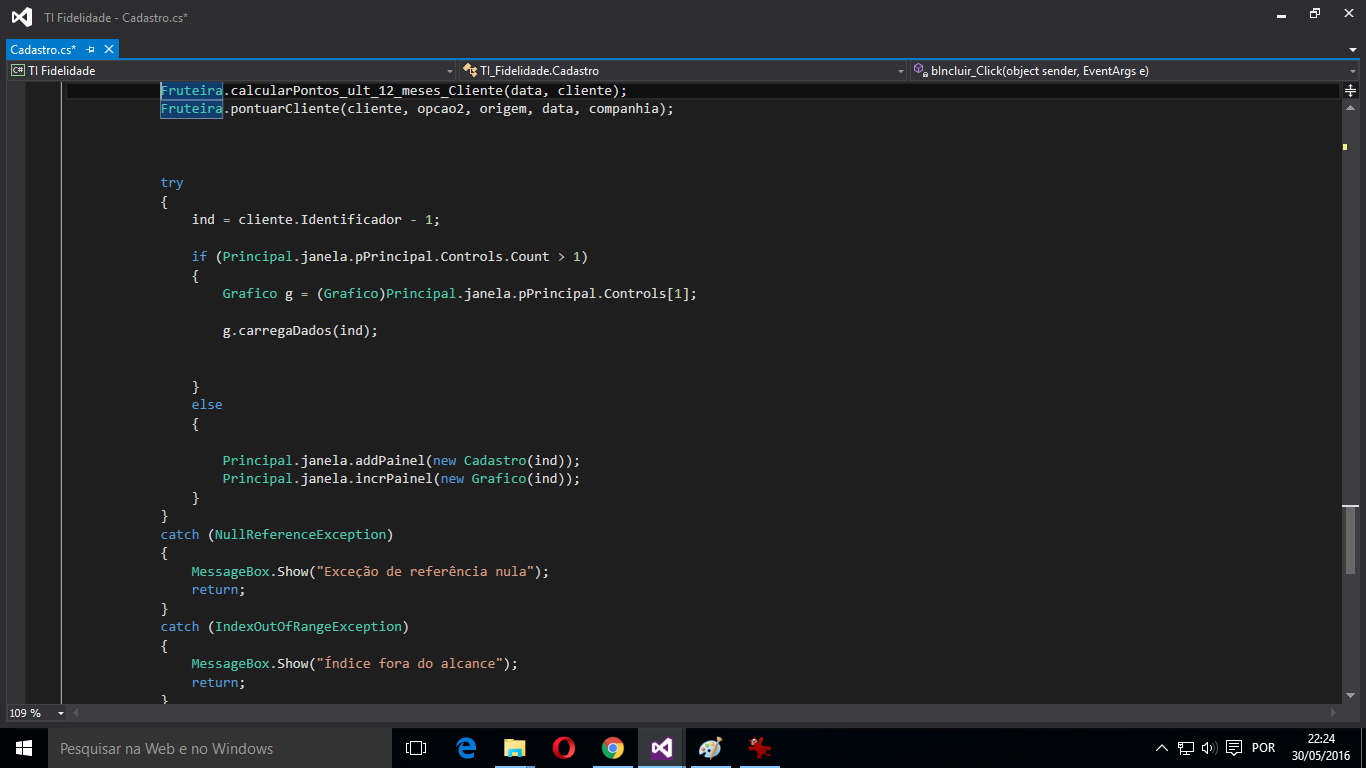 TI Fidelidade - Cadastro.cs*
Cadastro.cs*
C# TI Fidelidade TI_Fidelidade.Cadastro bIncluir_Click(object sender, EventArgs e)
Fruteira.calcularPontos_ult_12_meses_Cliente(data, cliente);
Fruteira.pontuarCliente(cliente, opcao2, origem, data, companhia);
try
{
ind = cliente.Identificador - 1;
if (Principal.janela.pPrincipal.Controls.Count > 1)
{
Grafico g = (Grafico)Principal.janela.pPrincipal.Controls[1];
g.carregaDados(ind);
}
else
{
Principal.janela.addPainel(new Cadastro(ind));
Principal.janela.incrPainel(new Grafico(ind));
}
}
catch (NullReferenceException)
{
MessageBox.Show("Exceção de referência nula");
return;
}
catch (IndexOutOfRangeException)
{
MessageBox.Show("Índice fora do alcance");
return;
}
109 %
Pesquisar na Web e no Windows
POR
22:24
30/05/2016